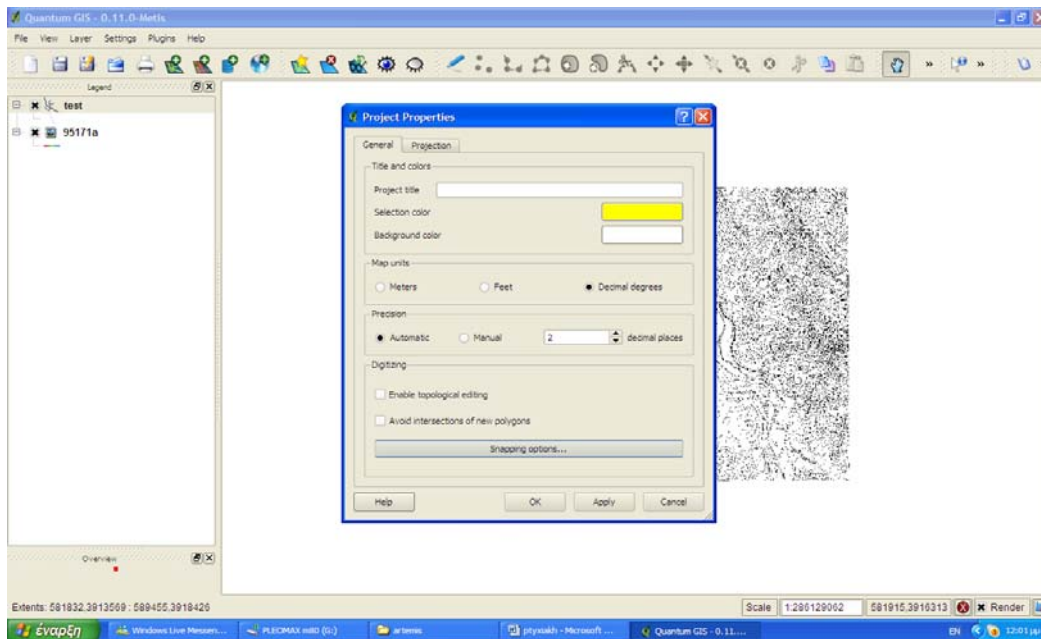 Quantum GIS - 0.11.0-Metis
File View Layer Settings Plugins Help
Legend
test
95171a
Project Properties
General Projection
Title and colors
Project title
Selection color
Background color
Map units
Meters Feet Decimal degrees
Precision
Automatic Manual 2 decimal places
Digitizing
Enable topological editing
Avoid intersections of new polygons
Snapping options...
Help OK Apply Cancel
Overview
Extents: 581832,3913569 : 589455,3918426
Scale 1:286129062 581915,3916313 Render
έναρξη Windows Live Messen... PLEOMAX m80 (G:) artemis ptyxiakh - Microsoft ... Quantum GIS - 0.11.... EN 12:01 μμ